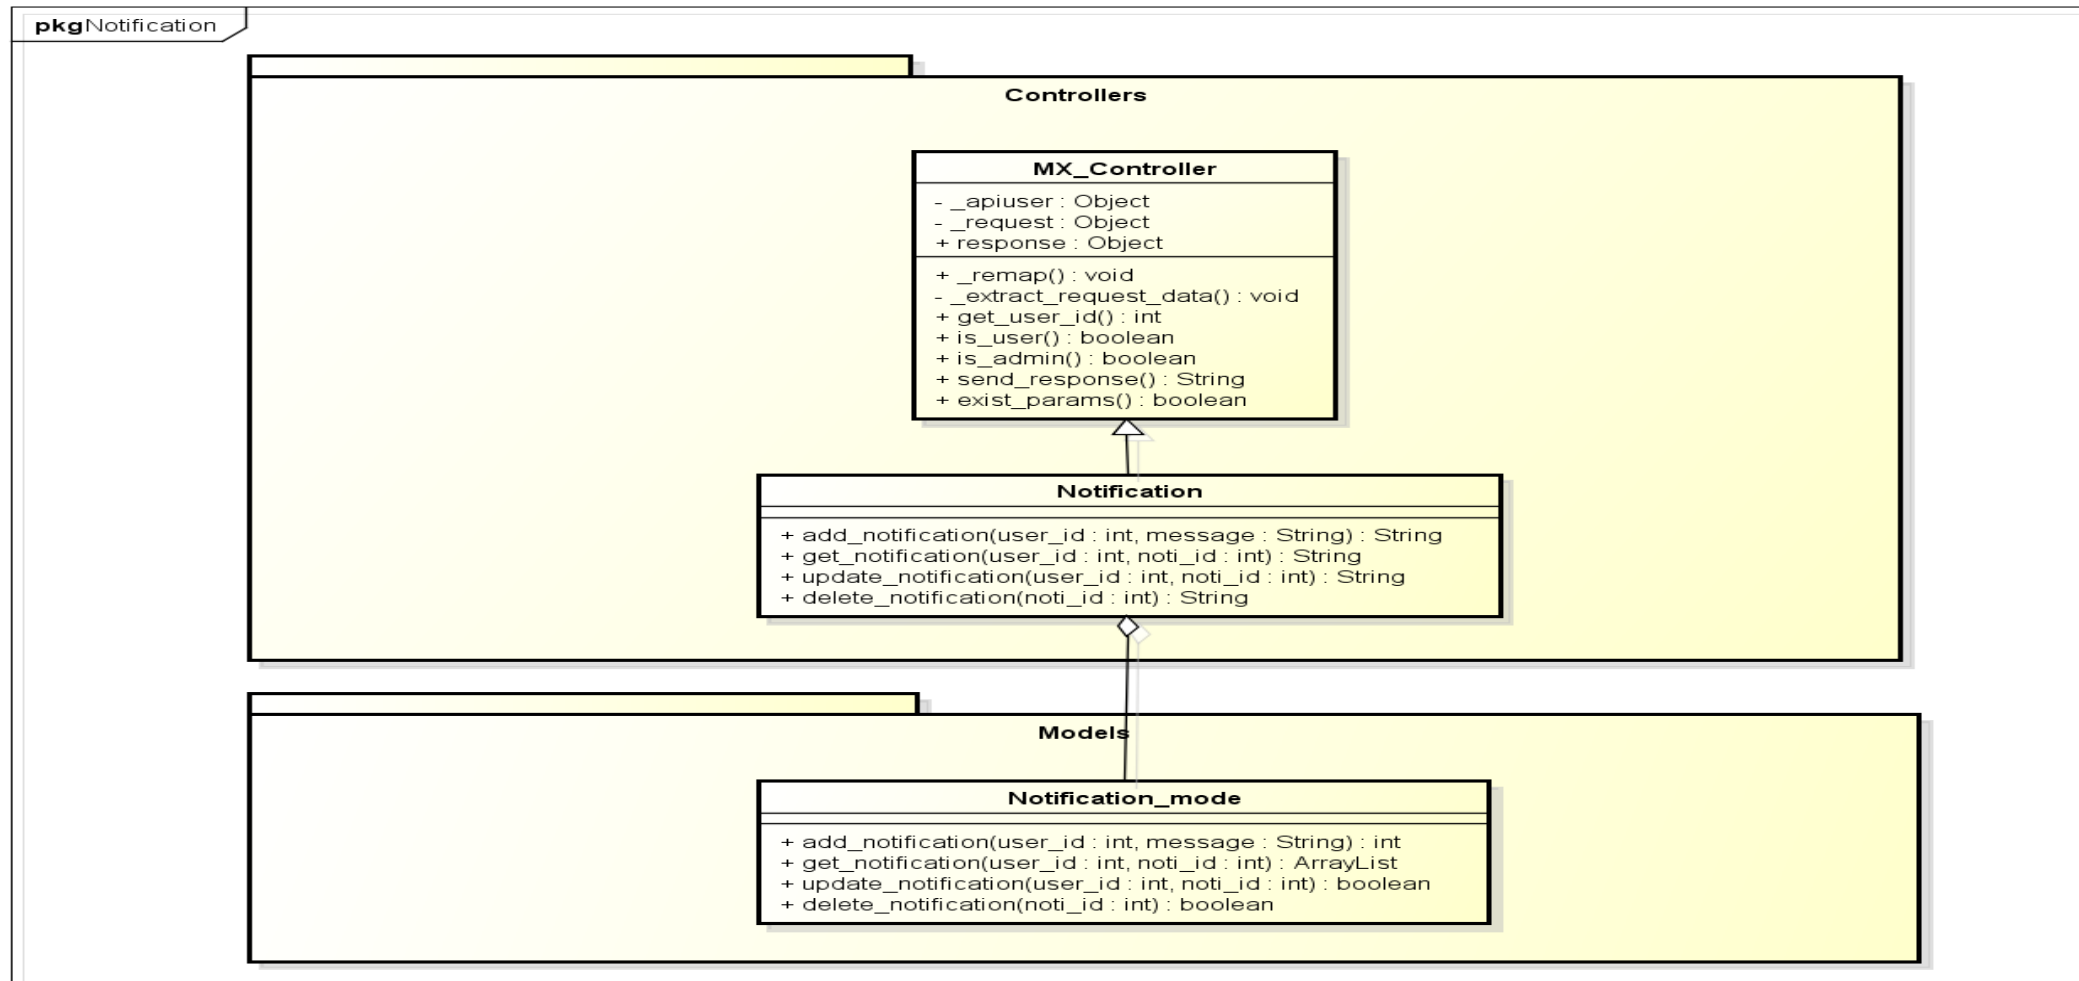 pkgNotification
Controllers
MX_Controller
- _apiuser : Object
- _request : Object
+ response : Object
+ _remap() : void
- _extract_request_data() : void
+ get_user_id() : int
+ is_user() : boolean
+ is_admin() : boolean
+ send_response() : String
+ exist_params() : boolean
Notification
+ add_notification(user_id : int, message : String) : String
+ get_notification(user_id : int, noti_id : int) : String
+ update_notification(user_id : int, noti_id : int) : String
+ delete_notification(noti_id : int) : String
Models
Notification_mode
+ add_notification(user_id : int, message : String) : int
+ get_notification(user_id : int, noti_id : int) : ArrayList
+ update_notification(user_id : int, noti_id : int) : boolean
+ delete_notification(noti_id : int) : boolean